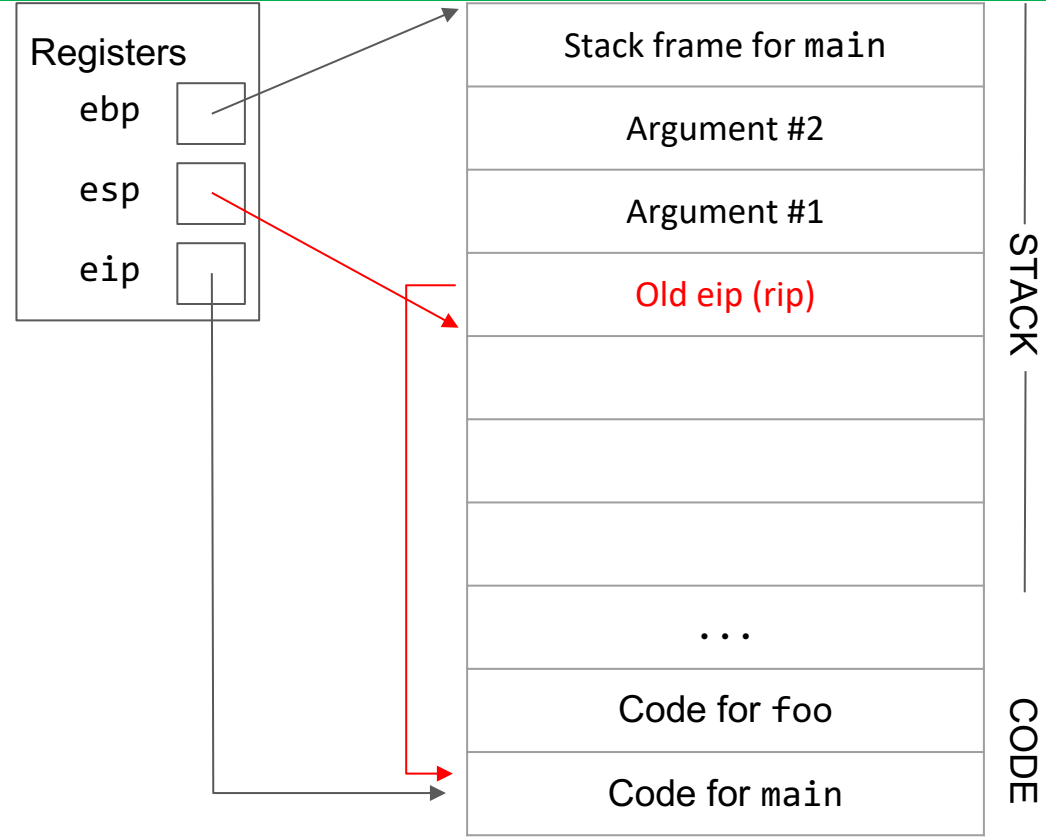 Registers
ebp
esp
eip
Stack frame for main
Argument #2
Argument #1
Old eip (rip)
...
Code for foo
Code for main
STACK
CODE